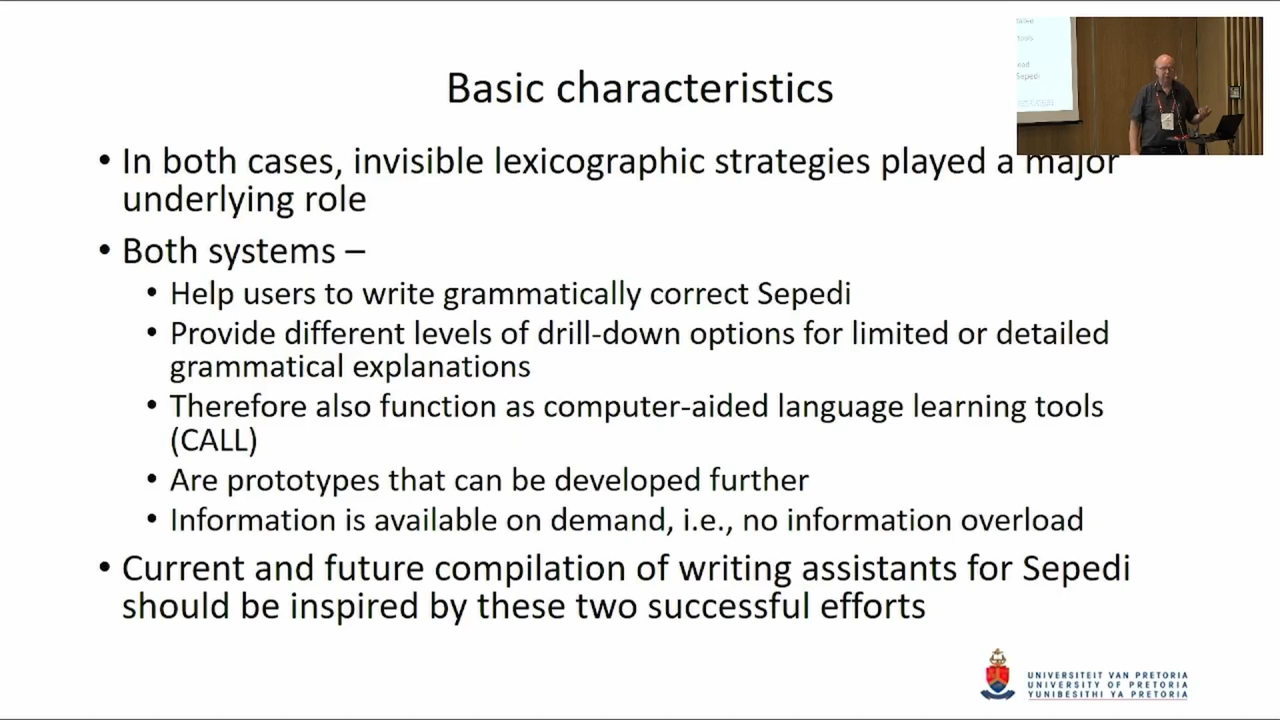 Basic characteristics
• In both cases, invisible lexicographic strategies played a major
underlying role
• Both systems –
• Help users to write grammatically correct Sepedi
• Provide different levels of drill-down options for limited or detailed
grammatical explanations
• Therefore also function as computer-aided language learning tools
(CALL)
• Are prototypes that can be developed further
• Information is available on demand, i.e., no information overload
• Current and future compilation of writing assistants for Sepedi
should be inspired by these two successful efforts
tools
Sepedi
UNIVERSITEIT VAN PRETORIA
UNIVERSITY OF PRETORIA
YUNIBESITHI YA PRETORIA